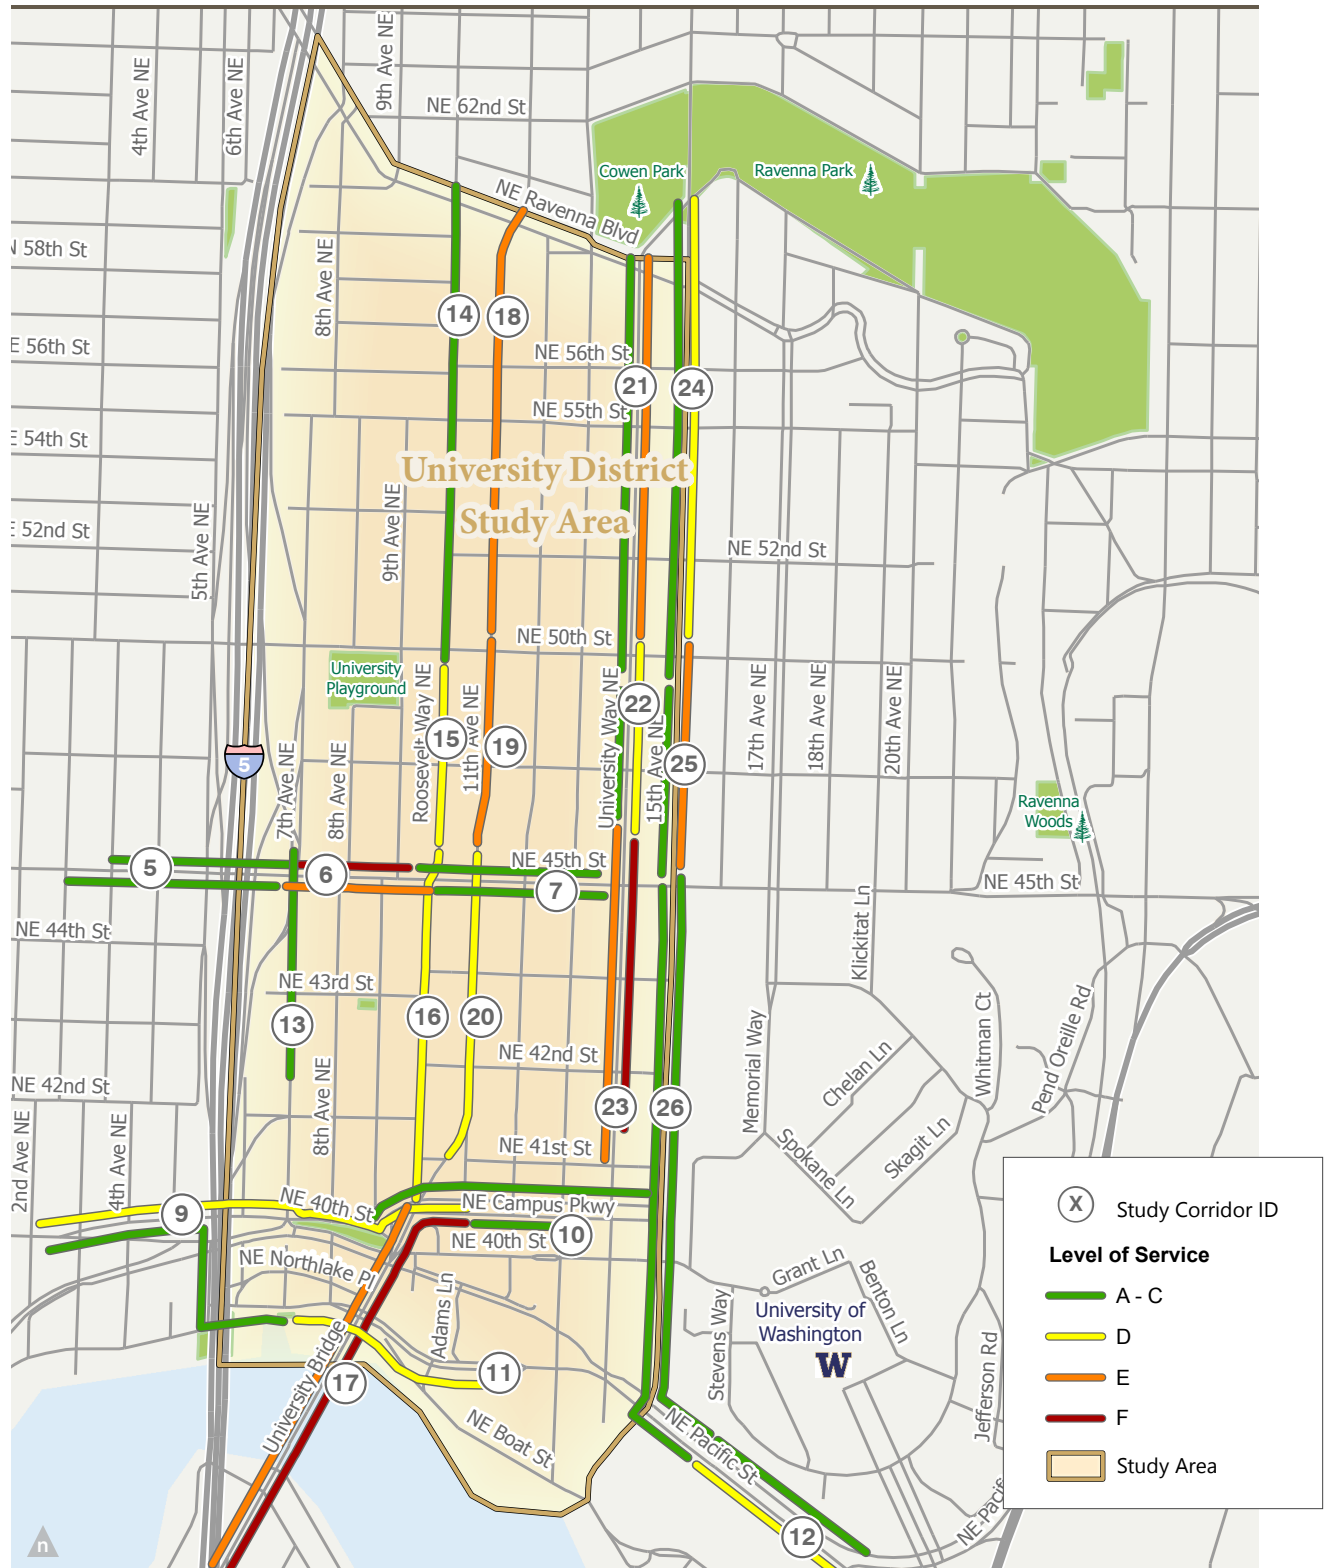 4th Ave NE
6th Ave NE
9th Ave NE
NE 62nd St
Cowen Park
Ravenna Park
NE Ravenna Blvd
N 58th St
8th Ave NE
14
18
E 56th St
NE 56th St
21
24
NE 55th St
E 54th St
University District
Study Area
9th Ave NE
E 52nd St
5th Ave NE
NE 52nd St
NE 50th St
University
Playground
Roosevelt Way NE
11th Ave NE
University Way NE
15th Ave NE
17th Ave NE
18th Ave NE
20th Ave NE
22
15
19
25
5
7th Ave NE
8th Ave NE
Ravenna
Woods
5
6
7
NE 45th St
NE 45th St
NE 44th St
NE 43rd St
Klickitat Ln
13
16
20
Whitman Ct
Pend Oreille Rd
Memorial Way
Chelan Ln
NE 42nd St
NE 42nd St
8th Ave NE
23
26
2nd Ave NE
4th Ave NE
NE 41st St
Spokane Ln
Skagit Ln
9
NE 40th St
NE Campus Pkwy
NE 40th St
10
NE Northlake Pl
Adams Ln
Grant Ln
Benton Ln
University of
Washington
W
Stevens Way
Jefferson Rd
University Bridge
17
11
NE Boat St
NE Pacific St
12
NE Pacif
X
Study Corridor ID
Level of Service
A - C
D
E
F
Study Area
n